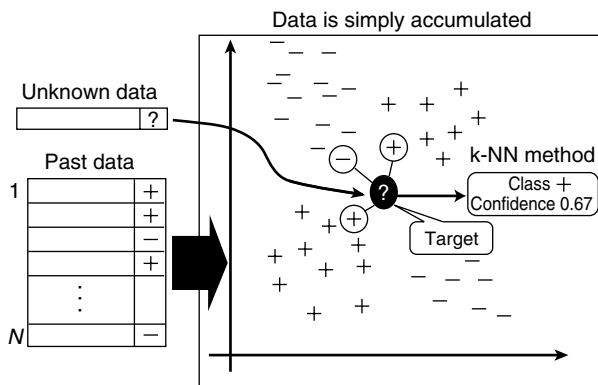 Data is simply accumulated
Unknown data
?
Past data
1
+
+
−
+
⋮
N
−
−
+
?
+
k-NN method
Class +
Confidence 0.67
Target